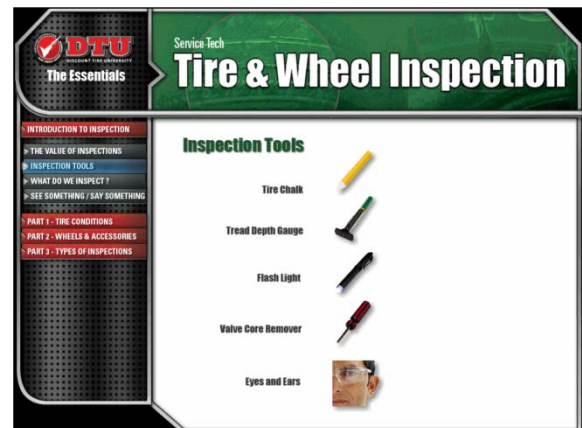 DTU
DISCOUNT TIRE UNIVERSITY
The Essentials
Service Tech
Tire & Wheel Inspection
INTRODUCTION TO INSPECTION
THE VALUE OF INSPECTIONS
INSPECTION TOOLS
WHAT DO WE INSPECT ?
SEE SOMETHING / SAY SOMETHING
PART 1 - TIRE CONDITIONS
PART 2 - WHEELS & ACCESSORIES
PART 3 - TYPES OF INSPECTIONS
Inspection Tools
Tire Chalk
Tread Depth Gauge
Flash Light
Valve Core Remover
Eyes and Ears